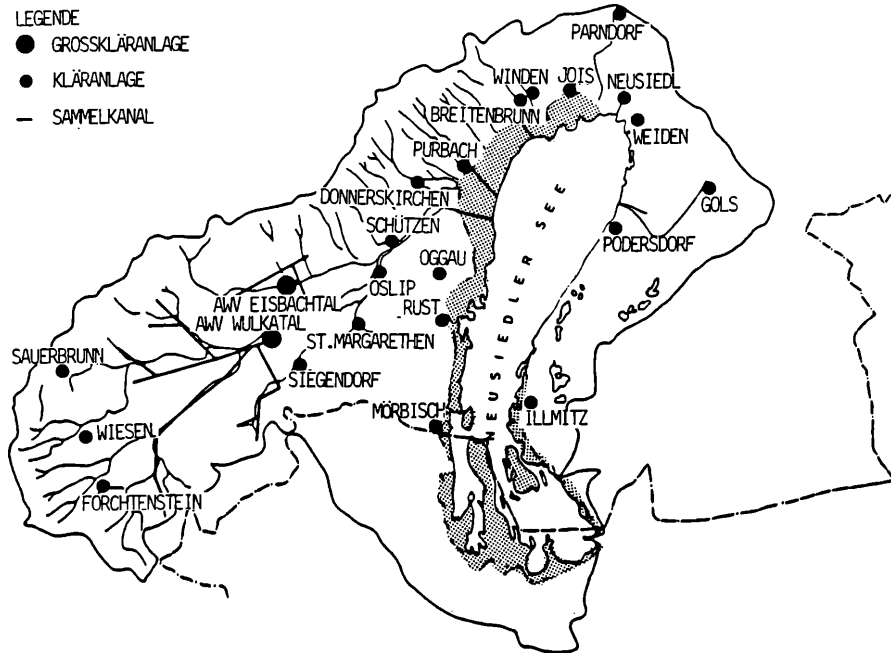 LEGENDE
GROSSKLÄRANLAGE
KLÄRANLAGE
SAMMELKANAL
PARNDORF
WINDEN
JOIS
NEUSIEDL
BREITENBRUNN
WEIDEN
PURBACH
DONNERSKIRCHEN
GOLS
SCHÜTZEN
PODERSDORF
OGGAU
OSLIP
AWV EISBACHTAL
RUST
AWV WULKATAL
ST.MARGARETHEN
SAUERBRUNN
SIEGENDORF
NEUSIEDLER SEE
MÖRBISCH
ILLMITZ
WIESEN
FORCHTENSTEIN